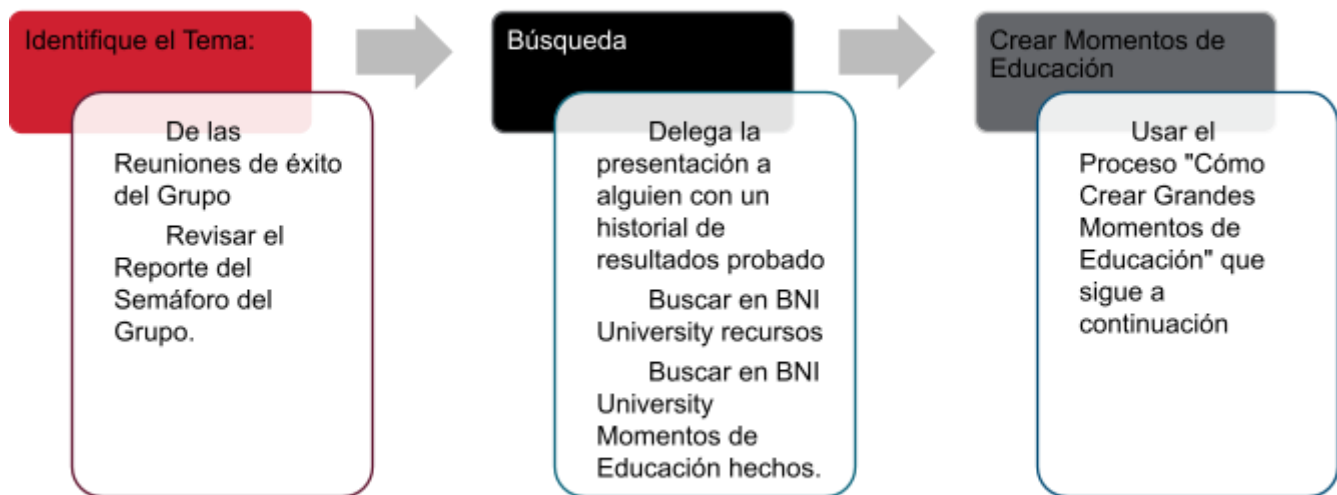 Identifique el Tema:
De las
Reuniones de éxito
del Grupo
Revisar el
Reporte del
Semáforo del
Grupo.
Búsqueda
Delega la
presentación a
alguien con un
historial de
resultados probado
Buscar en BNI
University recursos
Buscar en BNI
University
Momentos de
Educación hechos.
Crear Momentos de
Educación
Usar el
Proceso "Cómo
Crear Grandes
Momentos de
Educación" que
sigue a
continuación